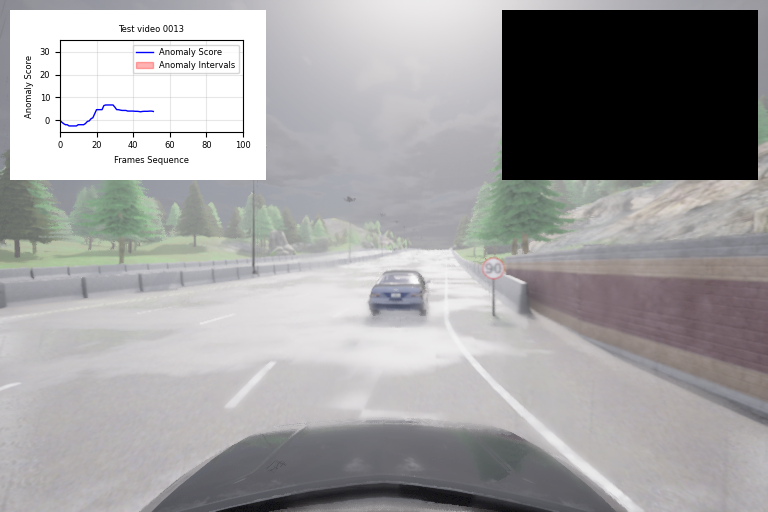 Test video 0013
Anomaly Score
30
20
10
0
Anomaly Score
Anomaly Intervals
0 20 40 60 80 100
Frames Sequence
90